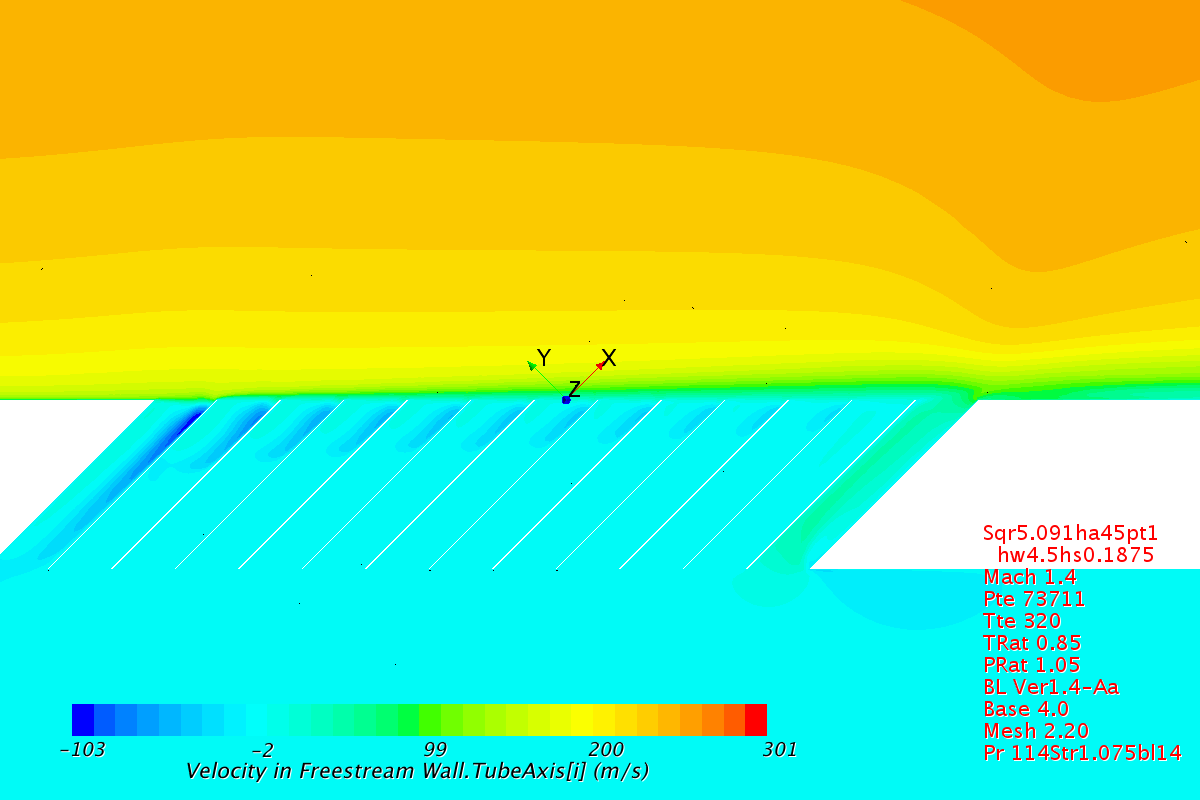 Y X
Z
Sqr5.091ha45pt1
hw4.5hs0.1875
Mach 1.4
Pte 73711
Tte 320
TRat 0.85
PRat 1.05
BL Ver1.4-Aa
Base 4.0
Mesh 2.20
Pr 114Str1.075bl14
-103 -2 99 200 301
Velocity in Freestream Wall.TubeAxis[i] (m/s)